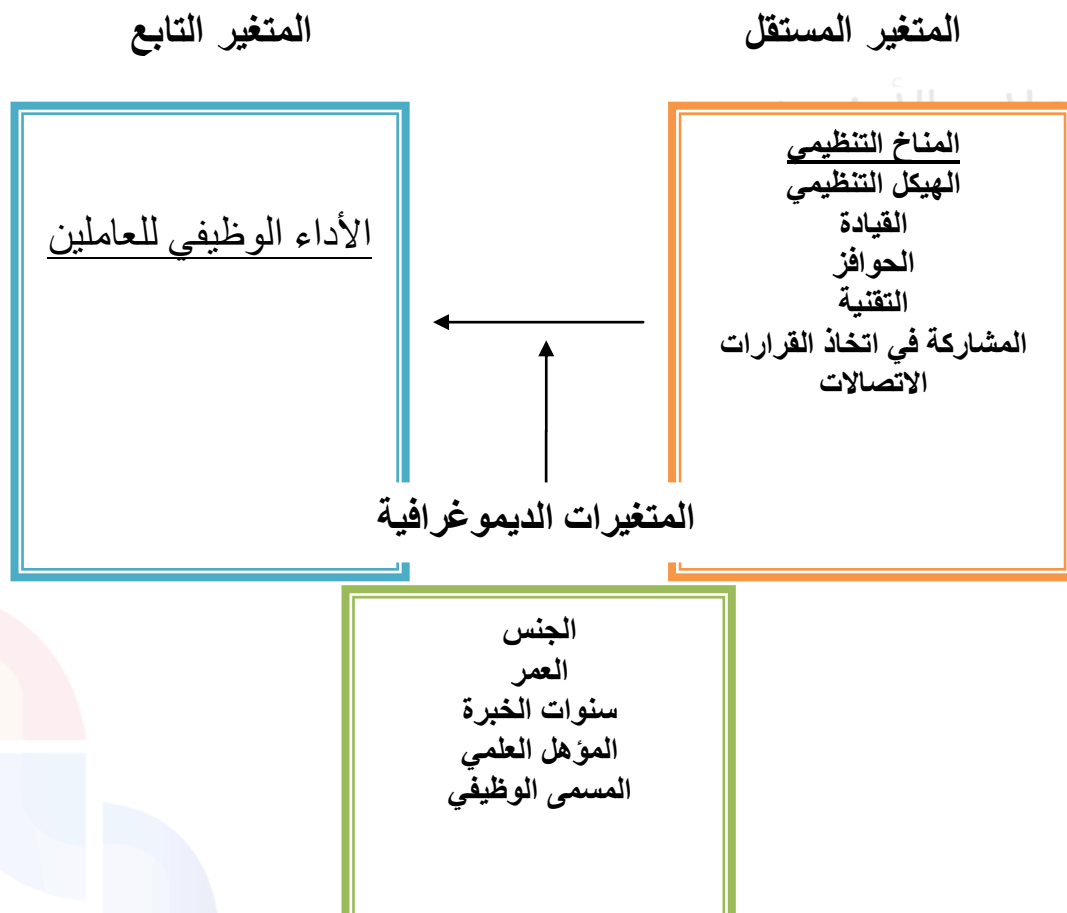 المتغير المستقل
المتغير التابع
المناخ التنظيمي
الهيكل التنظيمي
القيادة
الحوافز
التقنية
المشاركة في اتخاذ القرارات
الاتصالات
الأداء الوظيفي للعاملين
المتغيرات الديموغرافية
الجنس
العمر
سنوات الخبرة
المؤهل العلمي
المسمى الوظيفي